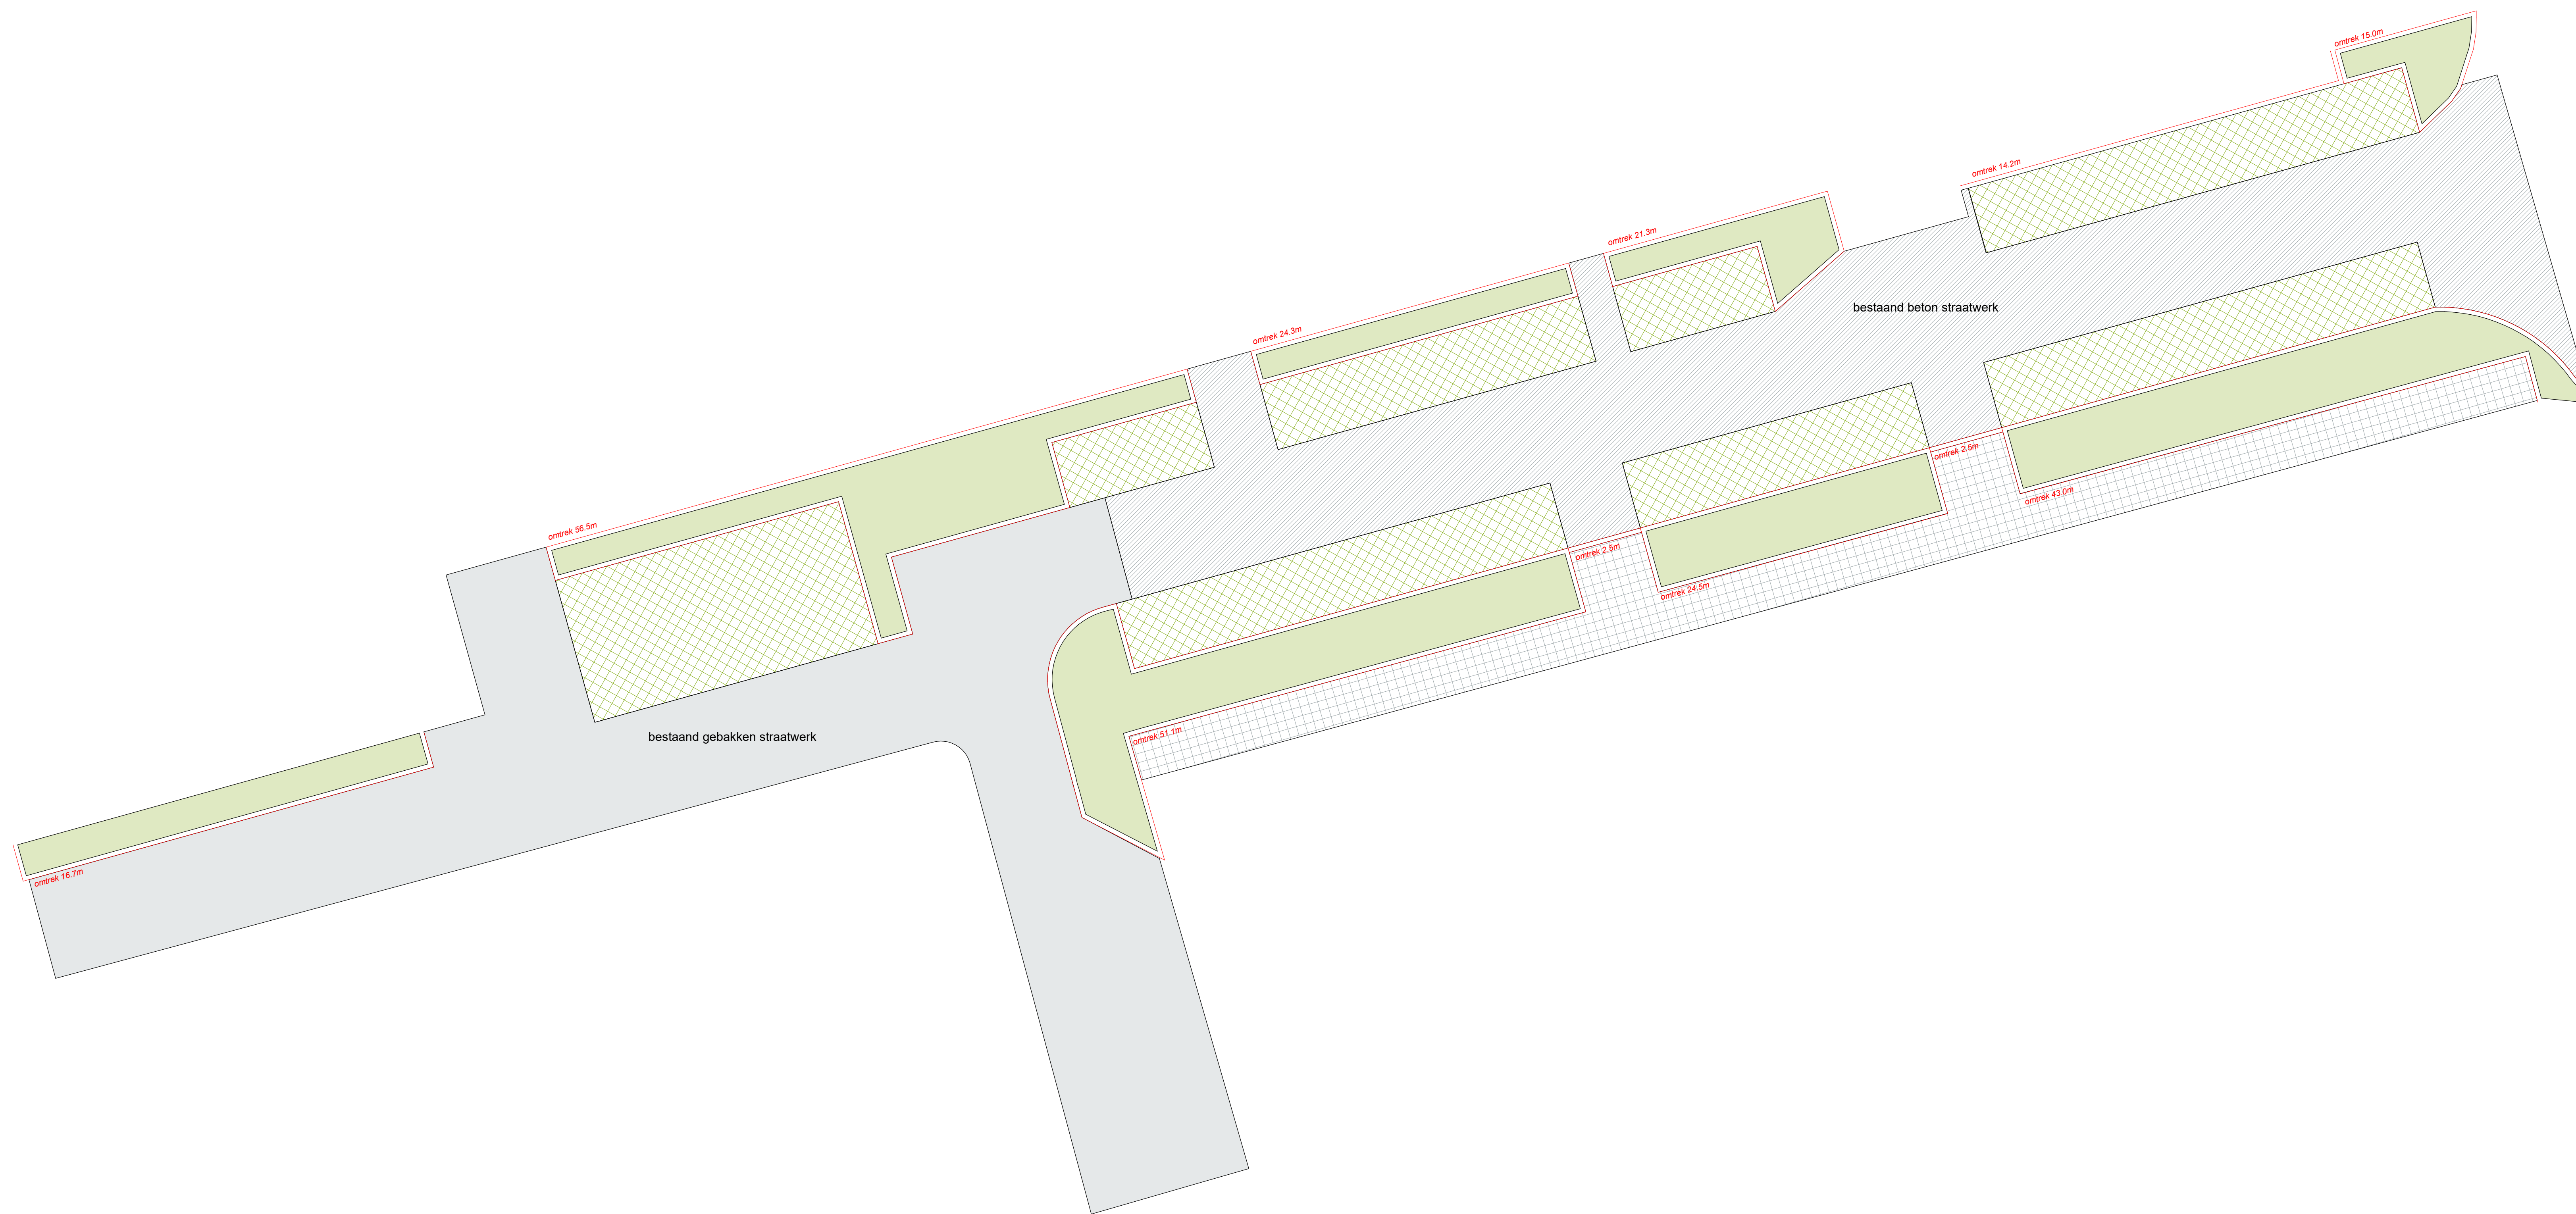 omtrek 15.0m
omtrek 14.2m
omtrek 21.3m
bestaand beton straatwerk
omtrek 24.3m
omtrek 2.5m
omtrek 43.0m
omtrek 56.5m
omtrek 2.5m
omtrek 24.5m
omtrek 51.1m
bestaand gebakken straatwerk
omtrek 16.7m